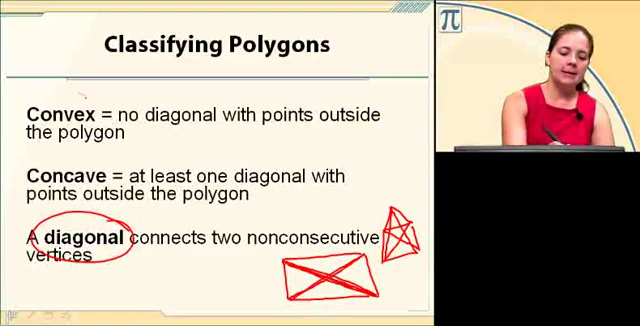 Classifying Polygons
π
Convex = no diagonal with points outside
the polygon
Concave = at least one diagonal with
points outside the polygon
A diagonal connects two nonconsecutive
vertices